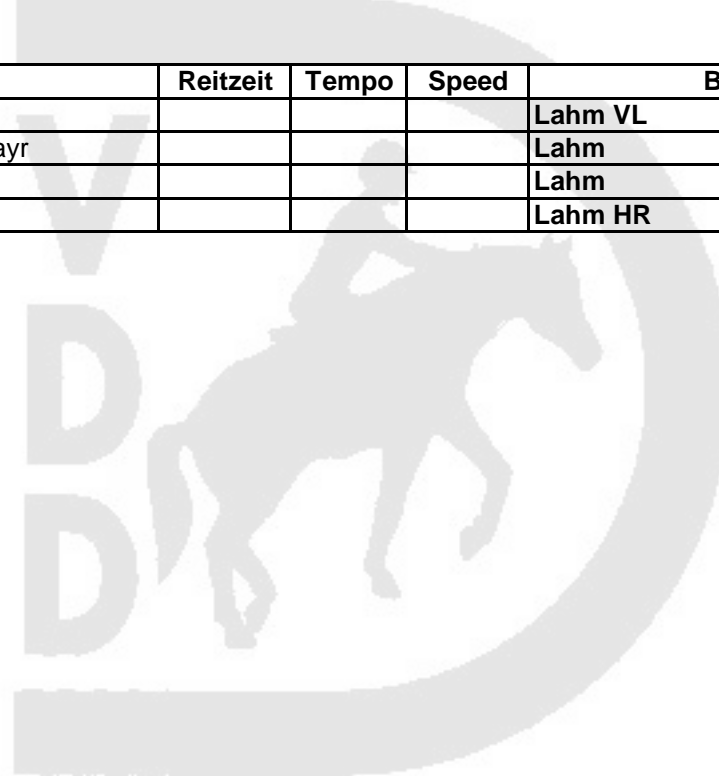 Reitzeit Tempo Speed B
Lahm VL
ayr Lahm
Lahm
Lahm HR
V
D
D